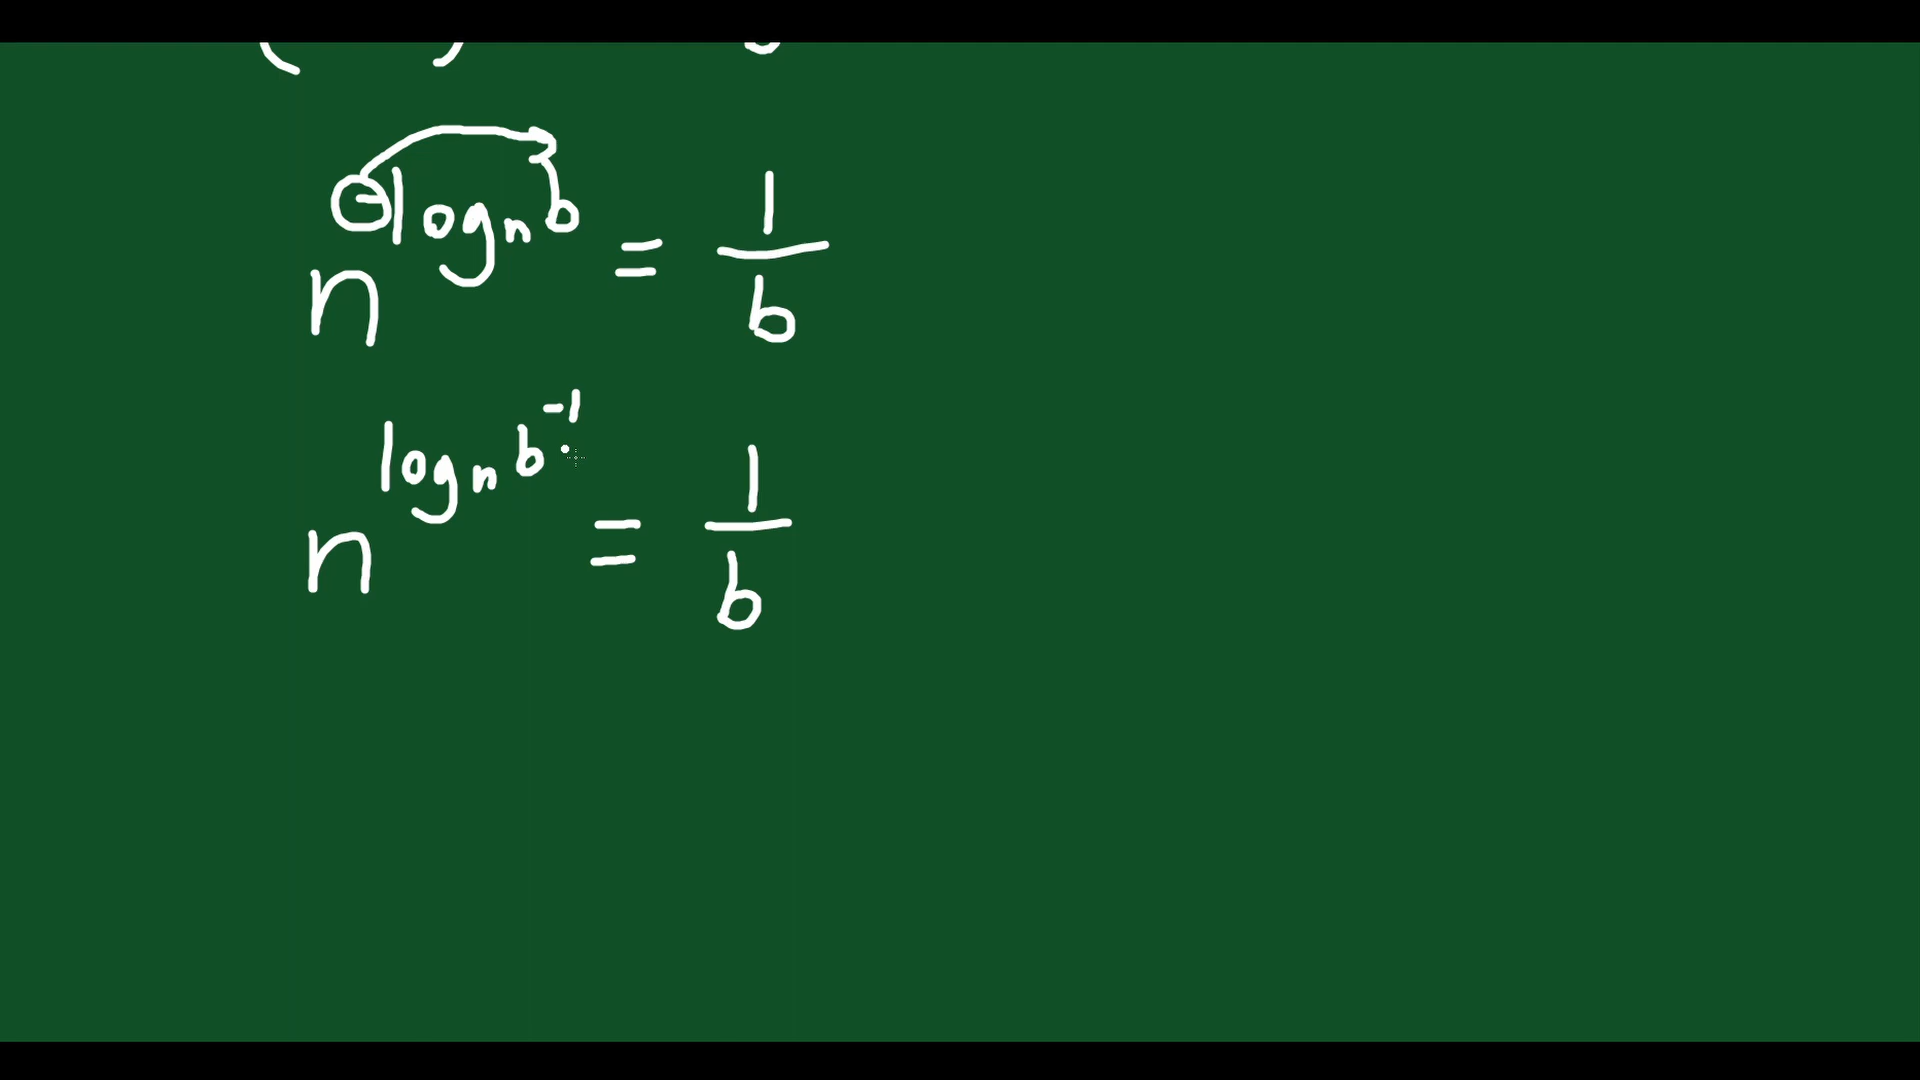 n^{-log_n b} = 1/b
n^{log_n b^{-1}} = 1/b